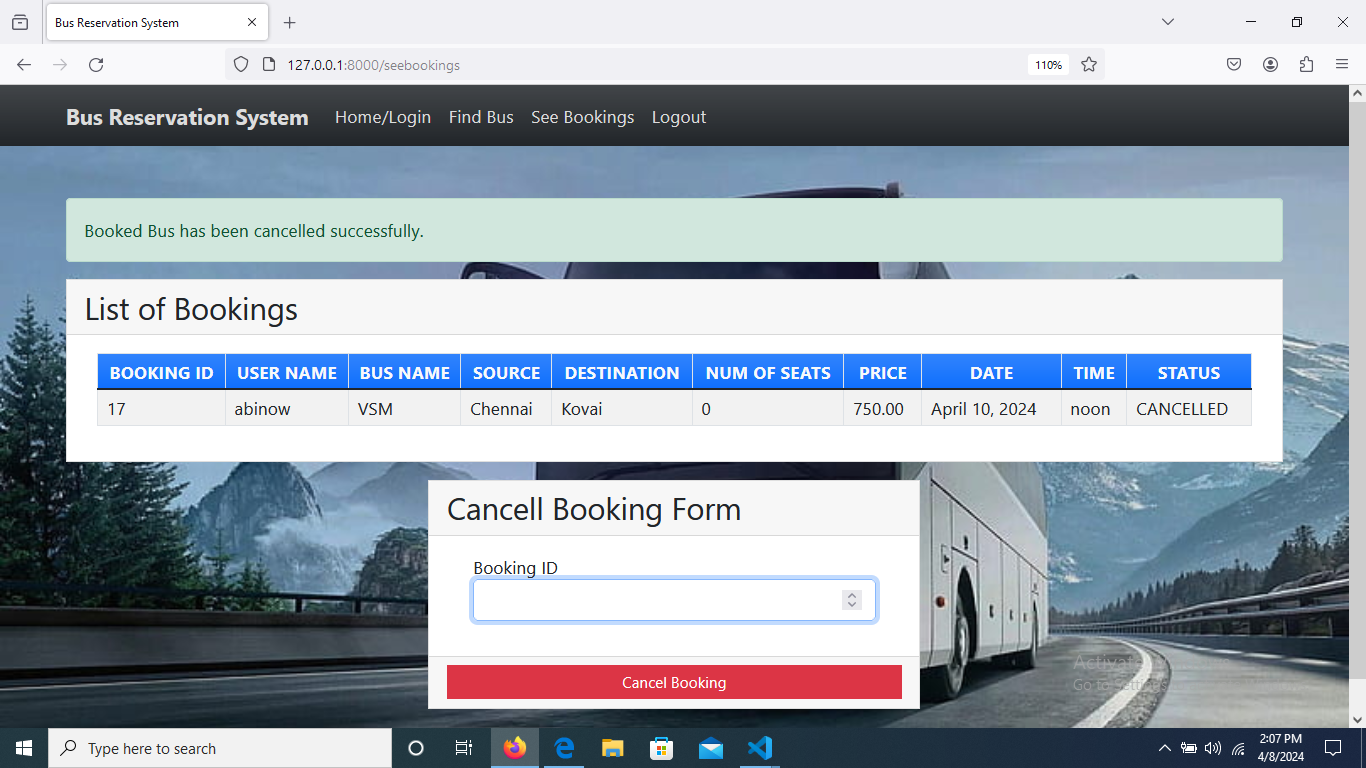 Bus Reservation System
127.0.0.1:8000/seebookings
110%
Bus Reservation System Home/Login Find Bus See Bookings Logout
Booked Bus has been cancelled successfully.
List of Bookings
BOOKING ID USER NAME BUS NAME SOURCE DESTINATION NUM OF SEATS PRICE DATE TIME STATUS
17 abinow VSM Chennai Kovai 0 750.00 April 10, 2024 noon CANCELLED
Cancell Booking Form
Booking ID
Cancel Booking
Activate
Go to Settings
Type here to search
2:07 PM
4/8/2024